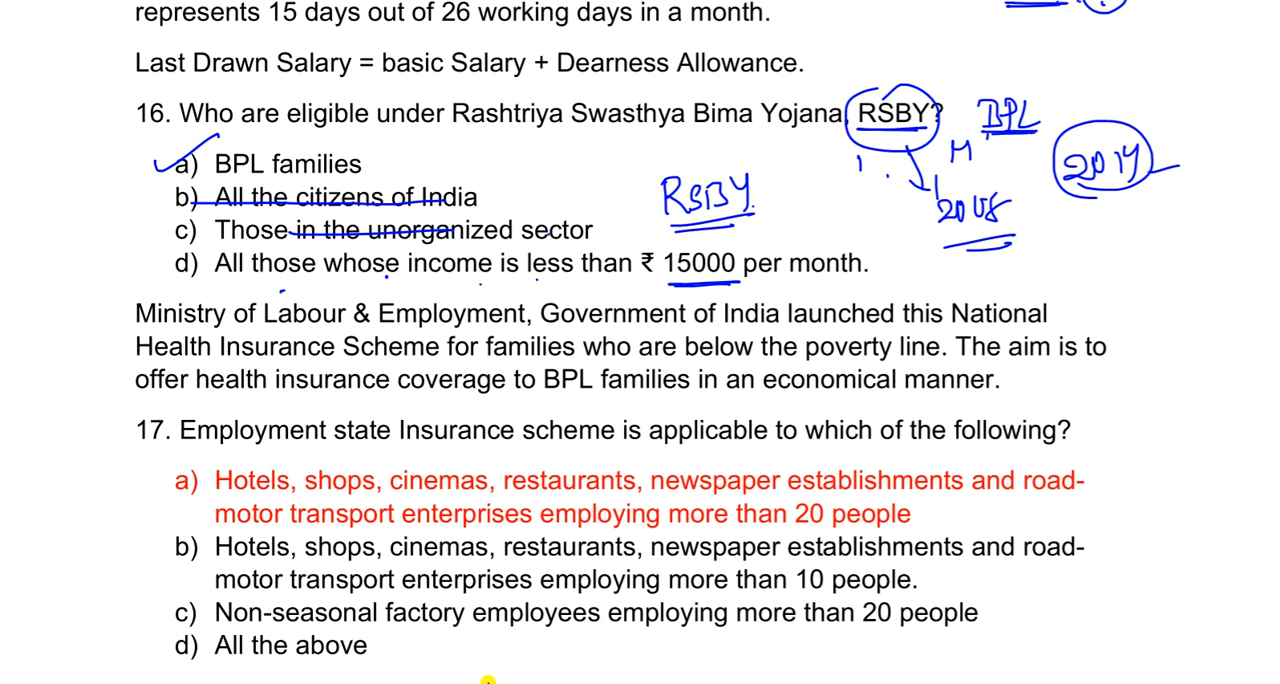 represents 15 days out of 26 working days in a month.
Last Drawn Salary = basic Salary + Dearness Allowance.
16. Who are eligible under Rashtriya Swasthya Bima Yojana, RSBY?
BPL
M
2014
a) BPL families
b) All the citizens of India
RSBY
2008
c) Those in the unorganized sector
d) All those whose income is less than ₹ 15000 per month.
Ministry of Labour & Employment, Government of India launched this National
Health Insurance Scheme for families who are below the poverty line. The aim is to
offer health insurance coverage to BPL families in an economical manner.
17. Employment state Insurance scheme is applicable to which of the following?
a) Hotels, shops, cinemas, restaurants, newspaper establishments and road-
motor transport enterprises employing more than 20 people
b) Hotels, shops, cinemas, restaurants, newspaper establishments and road-
motor transport enterprises employing more than 10 people.
c) Non-seasonal factory employees employing more than 20 people
d) All the above